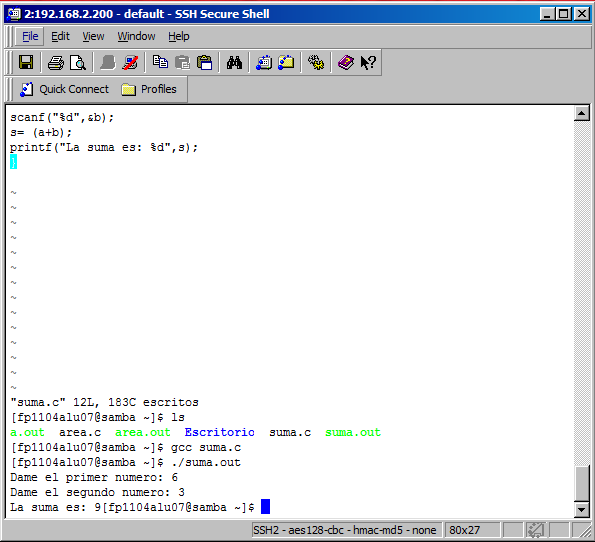 2:192.168.2.200 - default - SSH Secure Shell
File Edit View Window Help
Quick Connect Profiles
scanf("%d",&b);
s= (a+b);
printf("La suma es: %d",s);
}
~
~
~
~
~
~
~
~
~
~
~
~
~
~
"suma.c" 12L, 183C escritos
[fp1104alu07@samba ~]$ ls
a.out area.c area.out Escritorio suma.c suma.out
[fp1104alu07@samba ~]$ gcc suma.c
[fp1104alu07@samba ~]$ ./suma.out
Dame el primer numero: 6
Dame el segundo numero: 3
La suma es: 9[fp1104alu07@samba ~]$
SSH2 - aes128-cbc - hmac-md5 - none 80x27